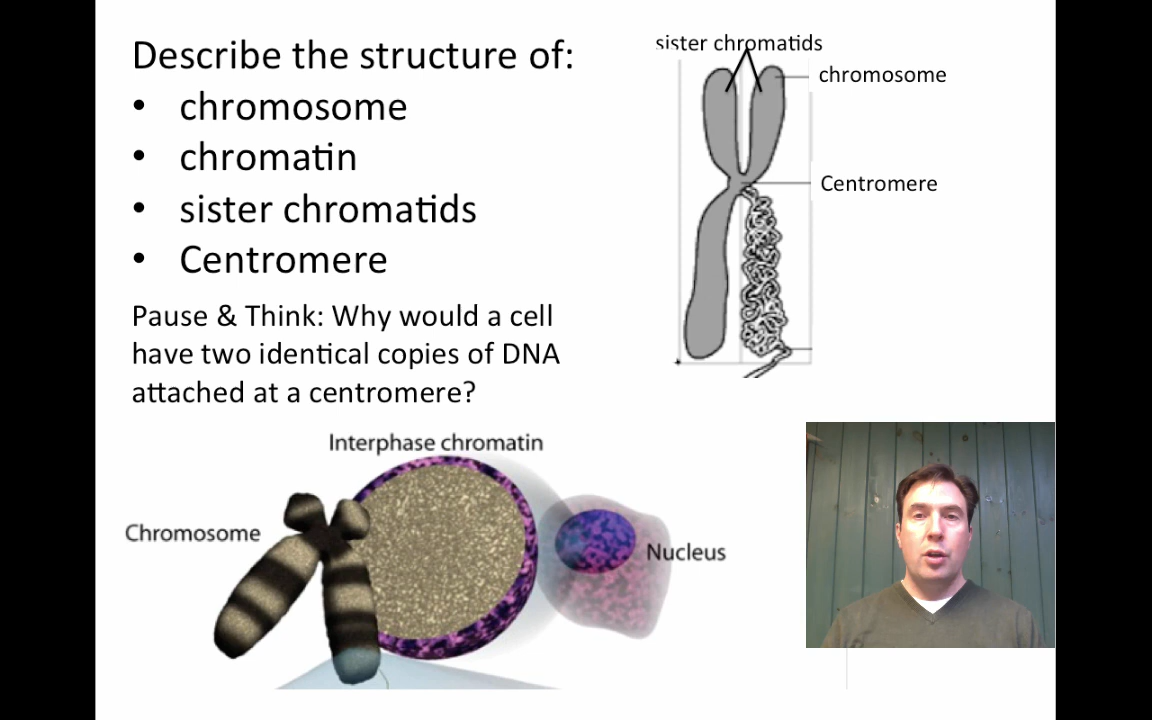 Describe the structure of:
• chromosome
• chromatin
• sister chromatids
• Centromere
Pause & Think: Why would a cell
have two identical copies of DNA
attached at a centromere?
sister chromatids
chromosome
Centromere
Interphase chromatin
Chromosome
Nucleus